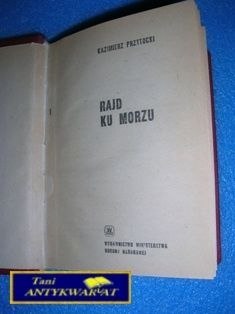 KAZIMIERZ PRZYTOCKI
RAJD
KU MORZU
WYDAWNICTWO MINISTERSTWA
OBRONY NARODOWEJ
Tani
ANTYKWARIAT